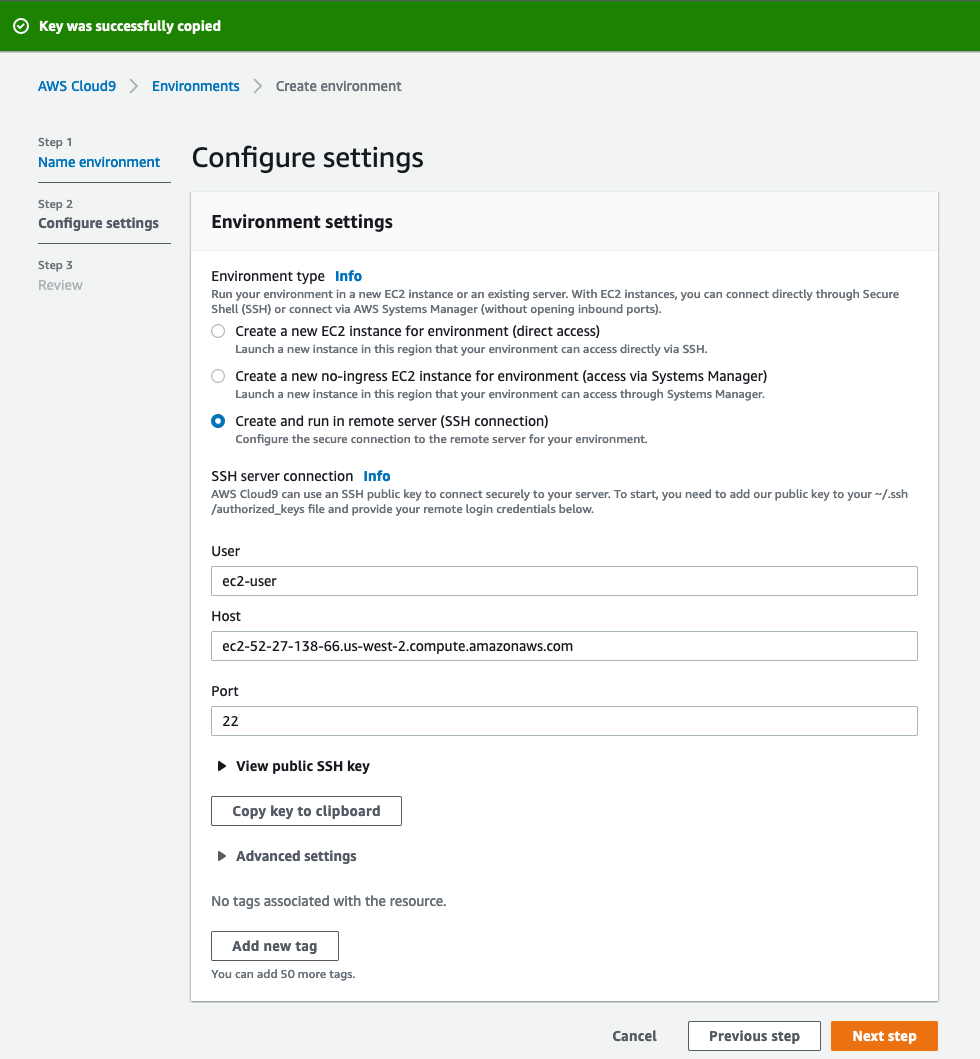 Key was successfully copied
AWS Cloud9 > Environments > Create environment
Step 1
Name environment
Step 2
Configure settings
Step 3
Review
Configure settings
Environment settings
Environment type Info
Run your environment in a new EC2 instance or an existing server. With EC2 instances, you can connect directly through Secure
Shell (SSH) or connect via AWS Systems Manager (without opening inbound ports).
Create a new EC2 instance for environment (direct access)
Launch a new instance in this region that your environment can access directly via SSH.
Create a new no-ingress EC2 instance for environment (access via Systems Manager)
Launch a new instance in this region that your environment can access through Systems Manager.
Create and run in remote server (SSH connection)
Configure the secure connection to the remote server for your environment.
SSH server connection Info
AWS Cloud9 can use an SSH public key to connect securely to your server. To start, you need to add our public key to your ~/.ssh
/authorized_keys file and provide your remote login credentials below.
User
ec2-user
Host
ec2-52-27-138-66.us-west-2.compute.amazonaws.com
Port
22
View public SSH key
Copy key to clipboard
Advanced settings
No tags associated with the resource.
Add new tag
You can add 50 more tags.
Cancel Previous step Next step